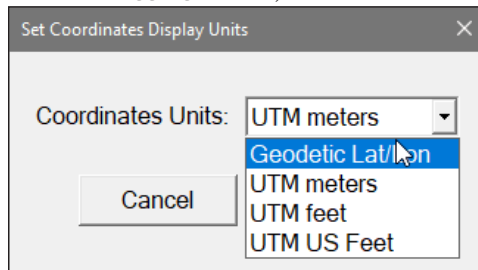 Set Coordinates Display Units
Coordinates Units: UTM meters
Geodetic Lat/Lon
UTM meters
Cancel
UTM feet
UTM US Feet